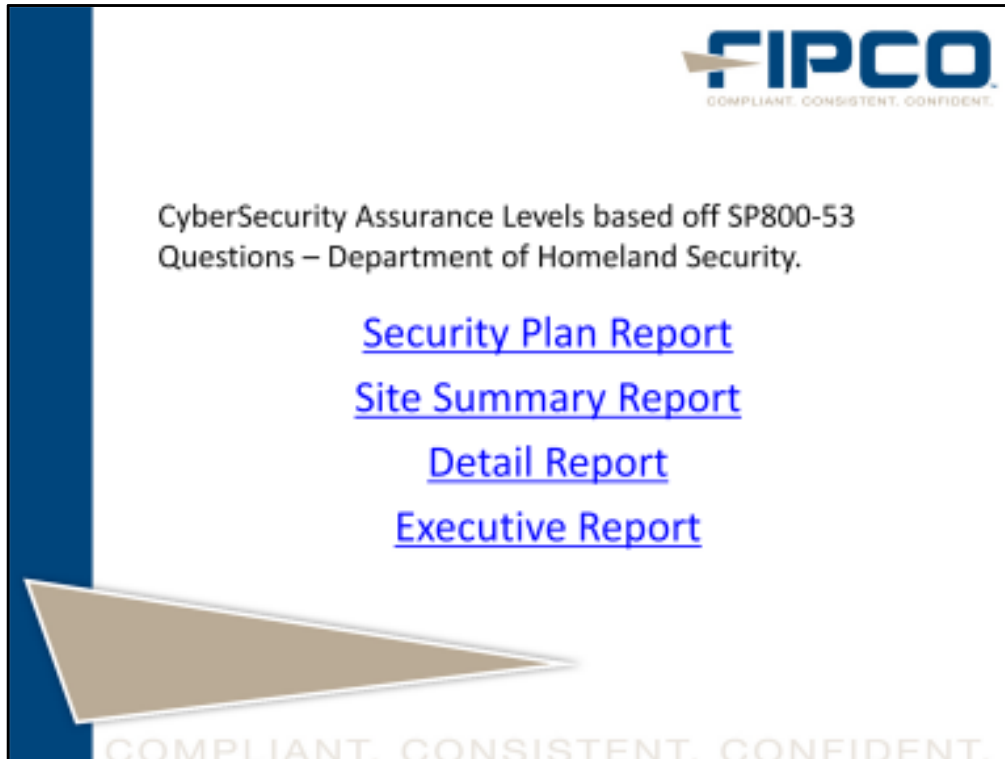 FIPCO
COMPLIANT. CONSISTENT. CONFIDENT.
CyberSecurity Assurance Levels based off SP800-53
Questions – Department of Homeland Security.
Security Plan Report
Site Summary Report
Detail Report
Executive Report
COMPLIANT. CONSISTENT. CONFIDENT.